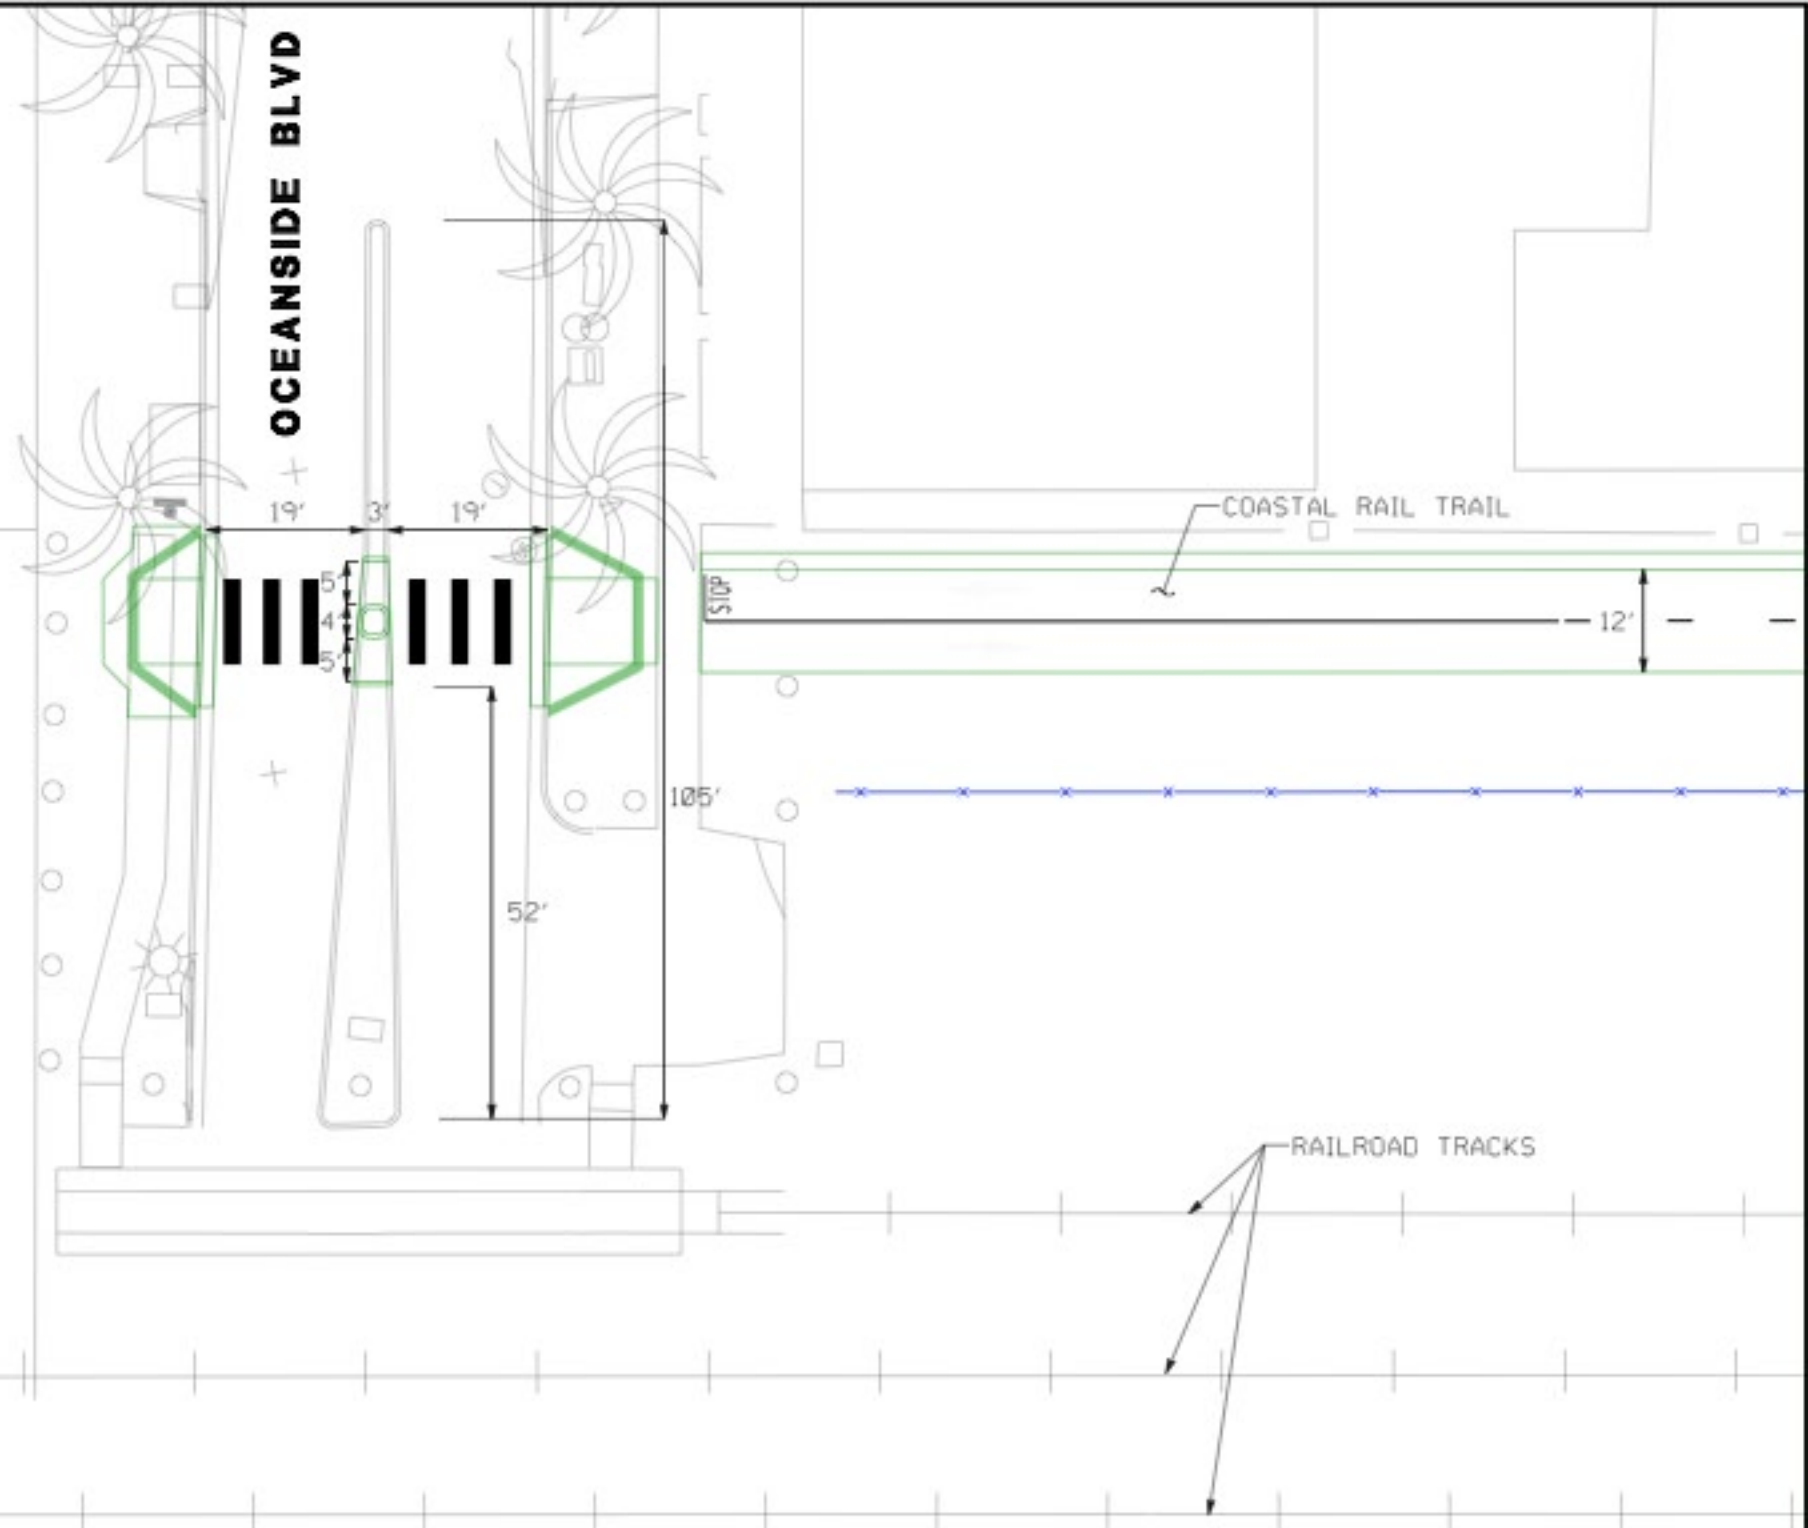 OCEANSIDE BLVD
COASTAL RAIL TRAIL
19'
3'
19'
5'
4'
5'
STOP
12'
105'
52'
RAILROAD TRACKS